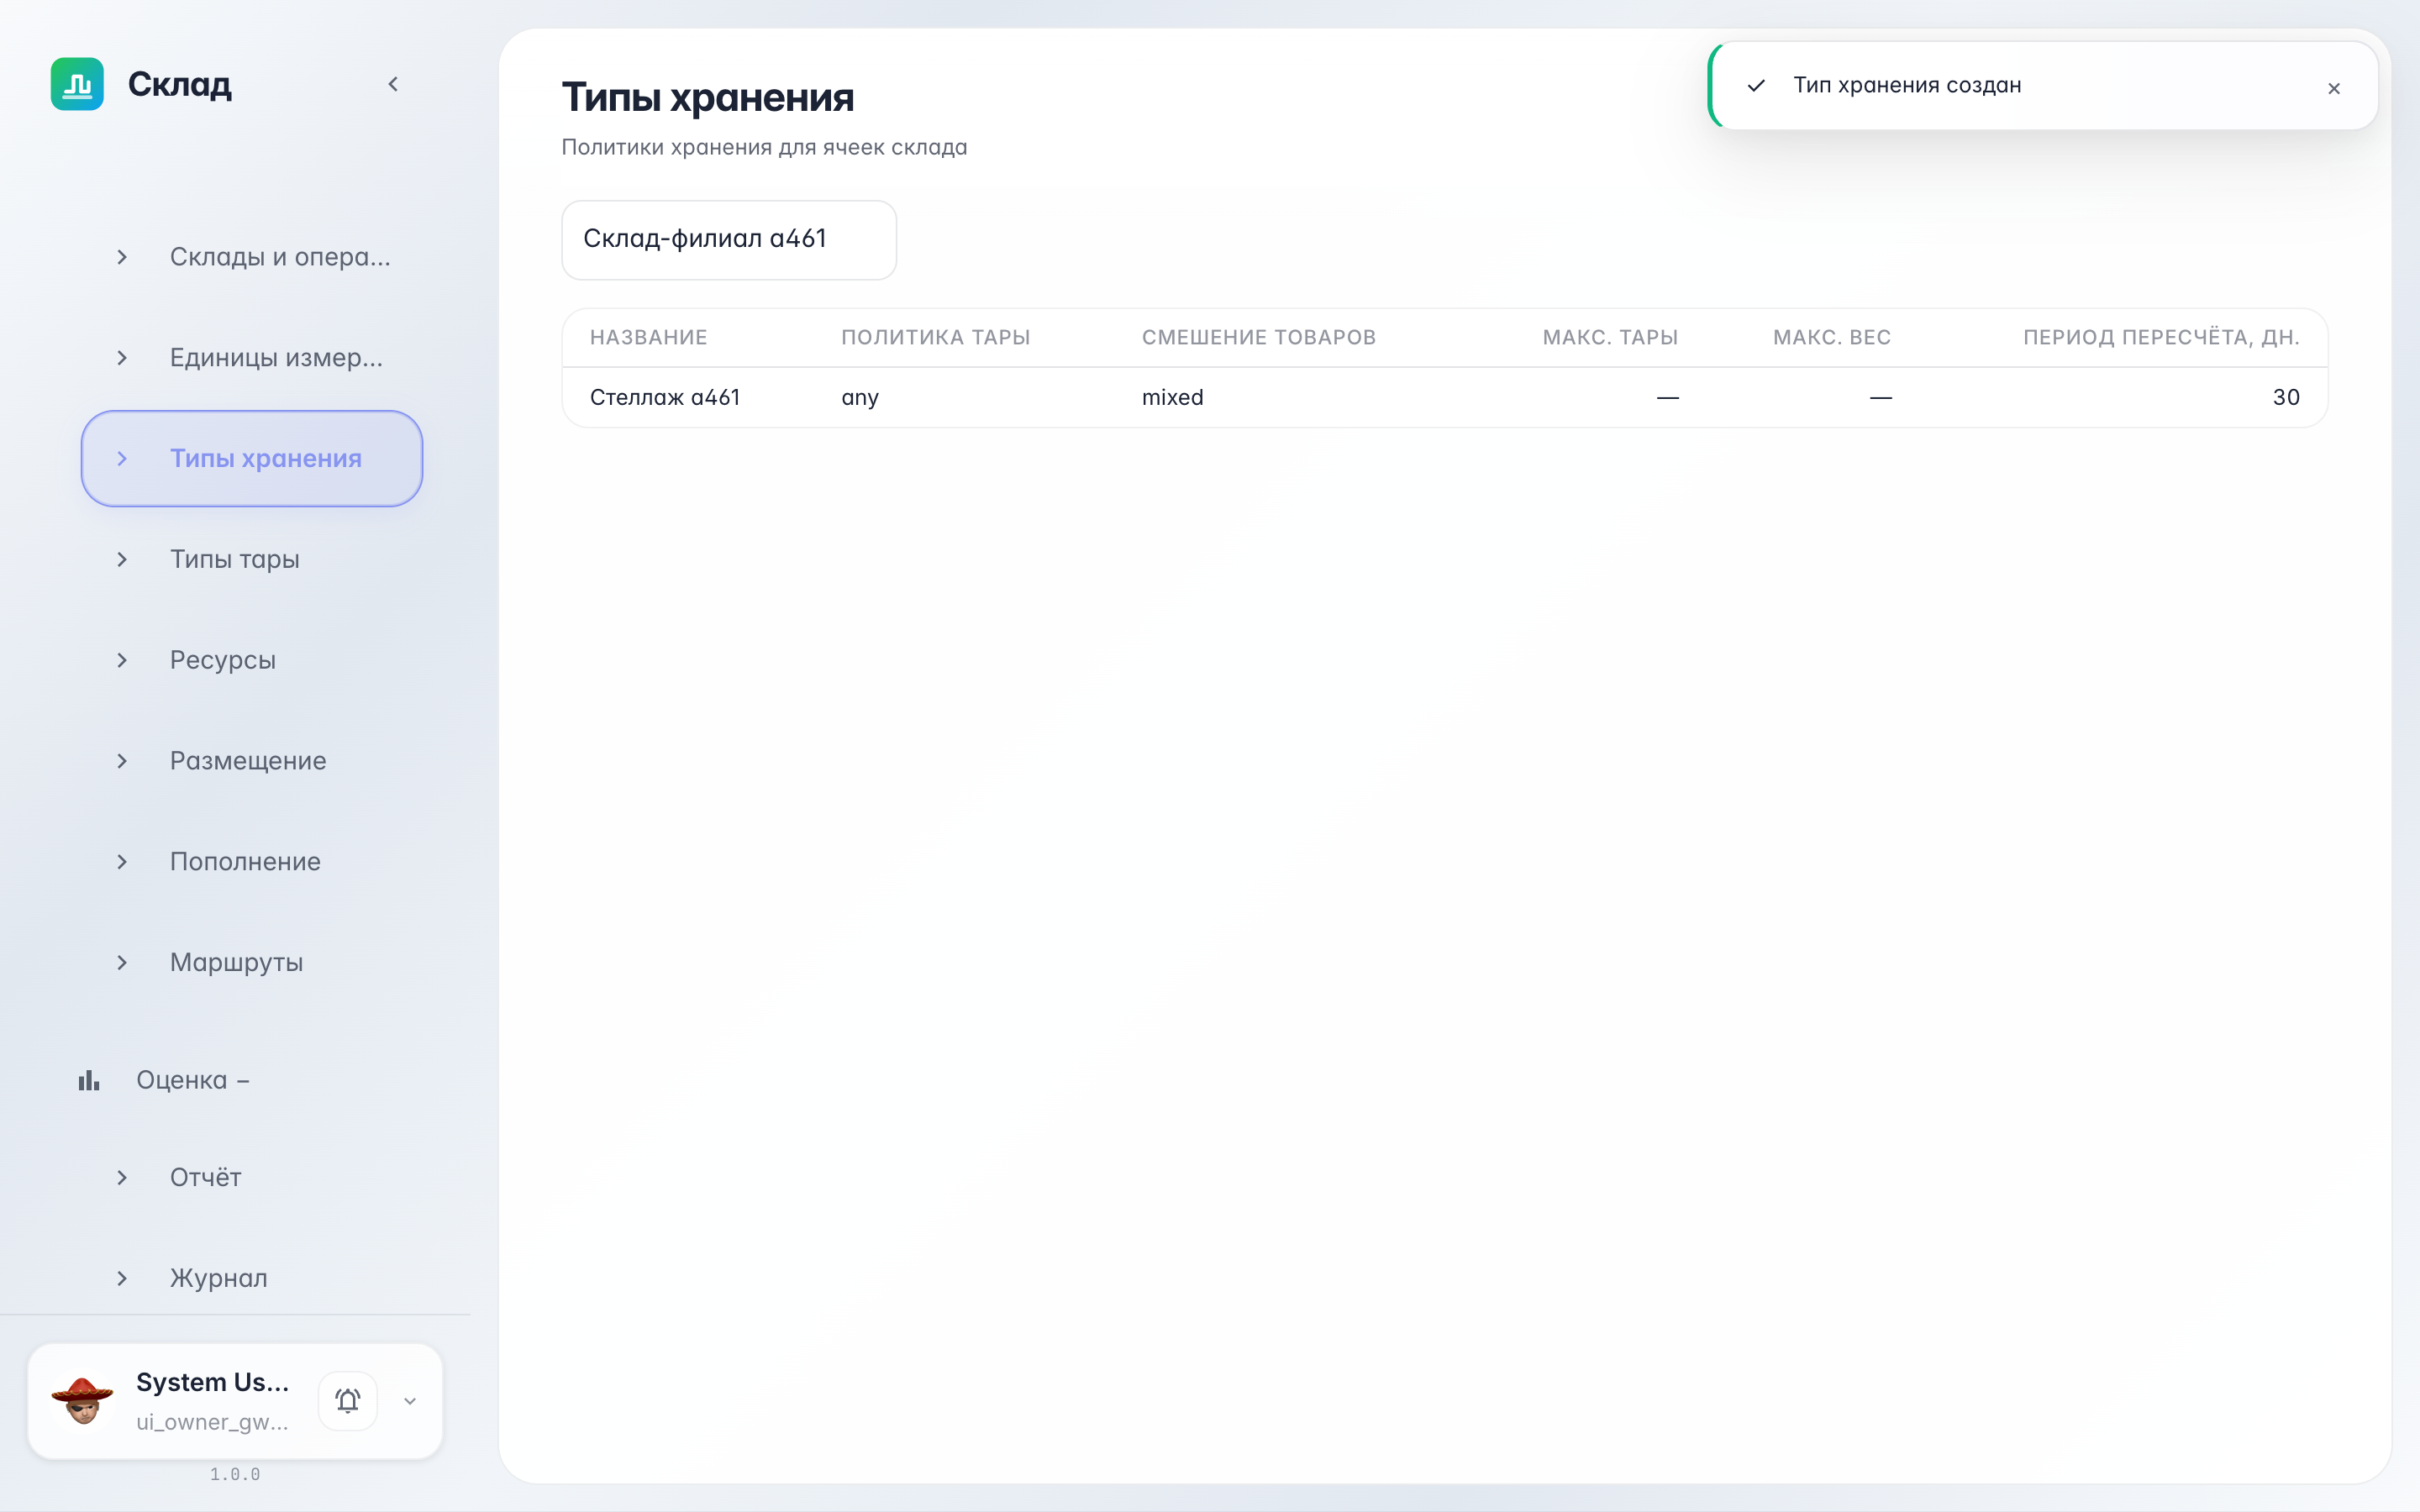 Склад
Склады и опера...
Единицы измер...
Типы хранения
Типы тары
Ресурсы
Размещение
Пополнение
Маршруты
Оценка –
Отчёт
Журнал
System Us...
ui_owner_gw...
1.0.0
Типы хранения
Политики хранения для ячеек склада
Тип хранения создан
Склад-филиал a461
НАЗВАНИЕ ПОЛИТИКА ТАРЫ СМЕШЕНИЕ ТОВАРОВ МАКС. ТАРЫ МАКС. ВЕС ПЕРИОД ПЕРЕСЧЁТА, ДН.
Стеллаж a461 any mixed — — 30